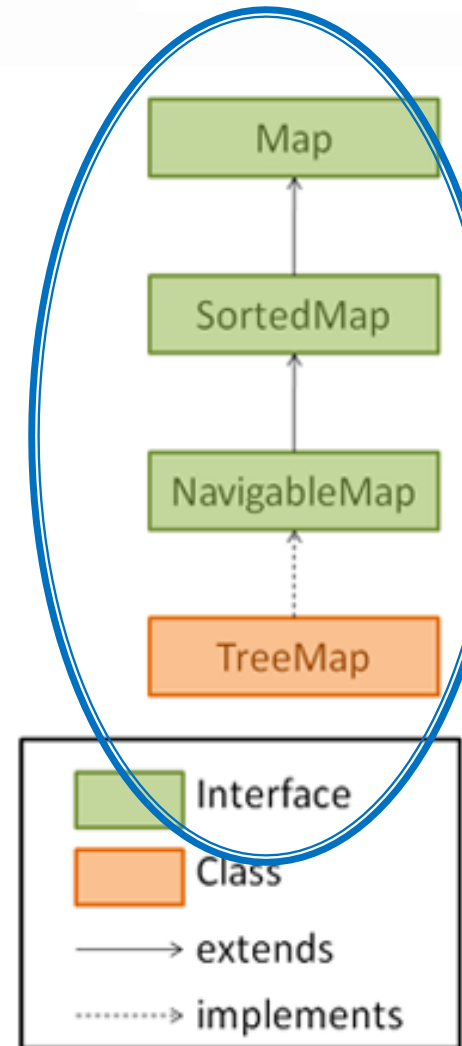 Map
SortedMap
NavigableMap
TreeMap
Interface
Class
extends
implements